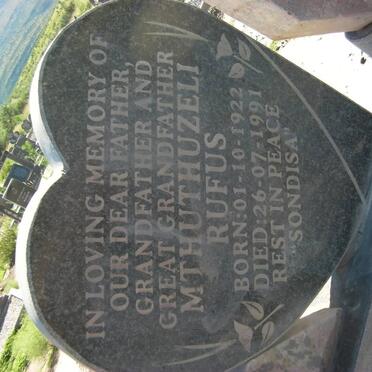 IN LOVING MEMORY OF
OUR DEAR FATHER,
GRANDFATHER AND
GREAT GRANDFATHER
MTHUTHUZELI
RUFUS
BORN:01-10-1922
DIED:26-07-1991
REST IN PEACE
"SONDISA"